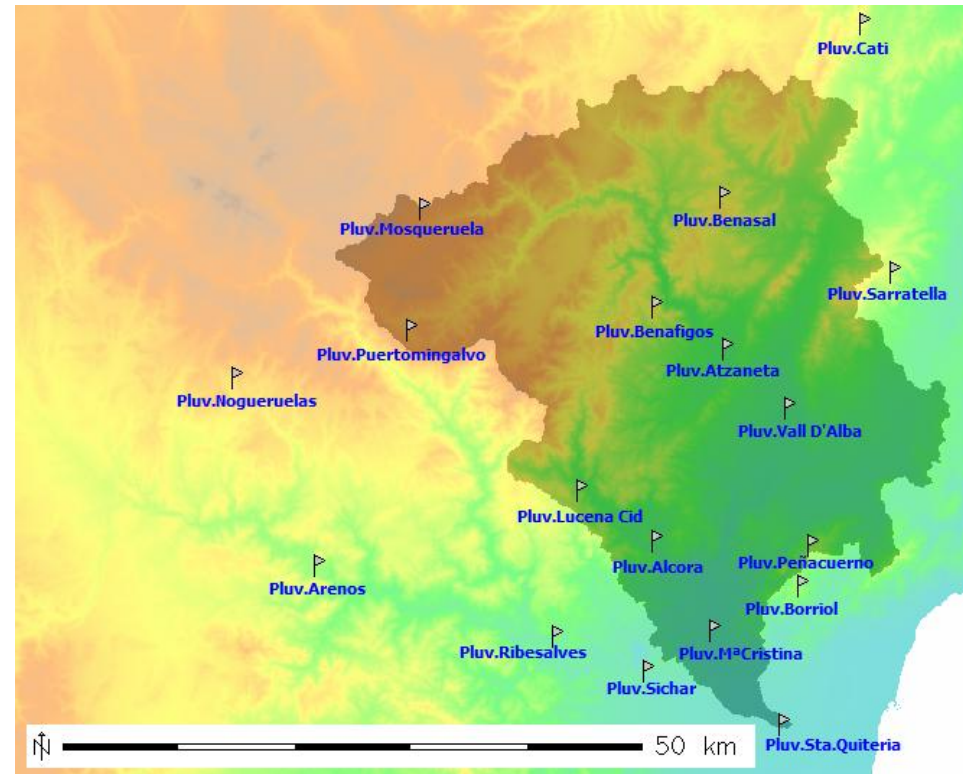 Pluv.Cati
Pluv.Mosqueruela
Pluv.Benasal
Pluv.Sarratella
Pluv.Benafigos
Pluv.Puertomingalvo
Pluv.Atzaneta
Pluv.Nogueruelas
Pluv.Vall D'Alba
Pluv.Lucena Cid
Pluv.Peñacuerno
Pluv.Alcora
Pluv.Arenos
Pluv.Borriol
Pluv.Ribesalves
Pluv.MªCristina
Pluv.Sichar
Pluv.Sta.Quiteria
N
50 km